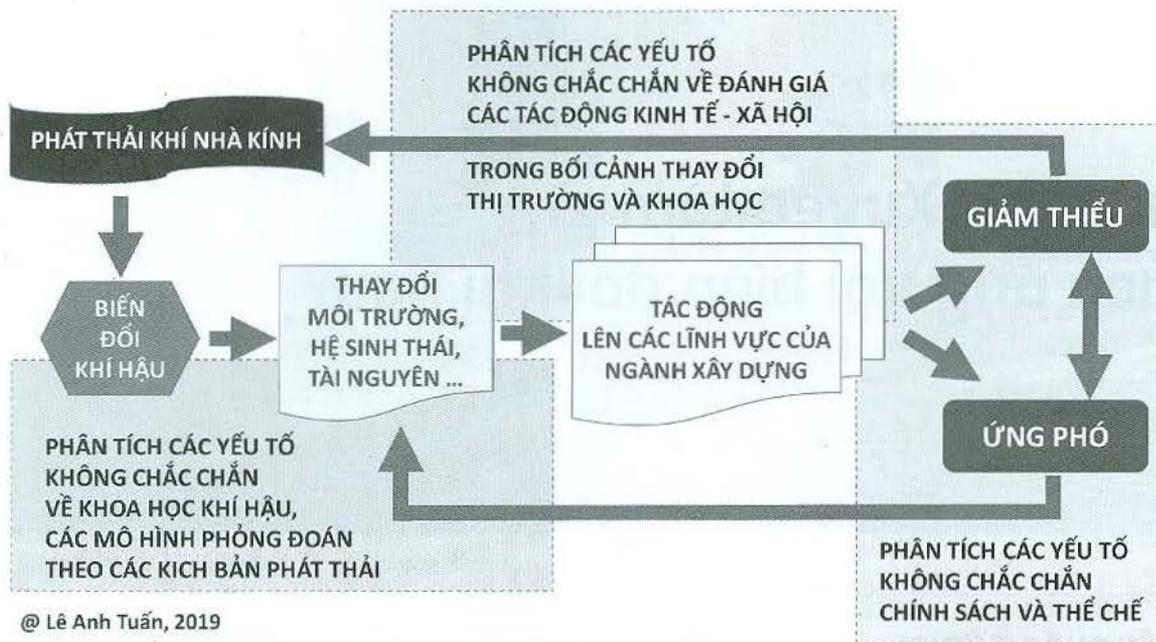 PHÂN TÍCH CÁC YẾU TỐ
KHÔNG CHẮC CHẮN VỀ ĐÁNH GIÁ
CÁC TÁC ĐỘNG KINH TẾ - XÃ HỘI
PHÁT THẢI KHÍ NHÀ KÍNH
TRONG BỐI CẢNH THAY ĐỔI
THỊ TRƯỜNG VÀ KHOA HỌC
GIẢM THIỂU
BIẾN
ĐỔI
KHÍ HẬU
THAY ĐỔI
MÔI TRƯỜNG,
HỆ SINH THÁI,
TÀI NGUYÊN ...
TÁC ĐỘNG
LÊN CÁC LĨNH VỰC CỦA
NGÀNH XÂY DỰNG
ỨNG PHÓ
PHÂN TÍCH CÁC YẾU TỐ
KHÔNG CHẮC CHẮN
VỀ KHOA HỌC KHÍ HẬU,
CÁC MÔ HÌNH PHỎNG ĐOÁN
THEO CÁC KICH BẢN PHÁT THẢI
PHÂN TÍCH CÁC YẾU TỐ
KHÔNG CHẮC CHẮN
CHÍNH SÁCH VÀ THỂ CHẾ
@ Lê Anh Tuấn, 2019